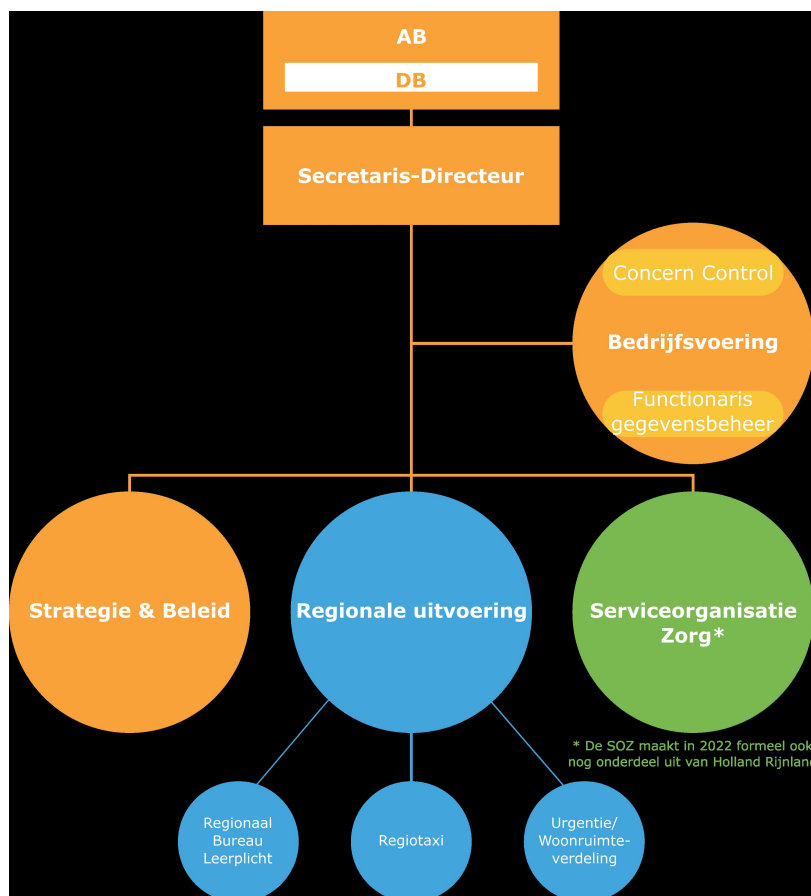 AB
DB
Secretaris-Directeur
Concern Control
Bedrijfsvoering
Functionaris
gegevensbeheer
Strategie & Beleid
Regionale uitvoering
Serviceorganisatie
Zorg*
* De SOZ maakt in 2022 formeel ook
nog onderdeel uit van Holland Rijnland
Regionaal
Bureau
Leerplicht
Regiotaxi
Urgentie/
Woonruimte-
verdeling